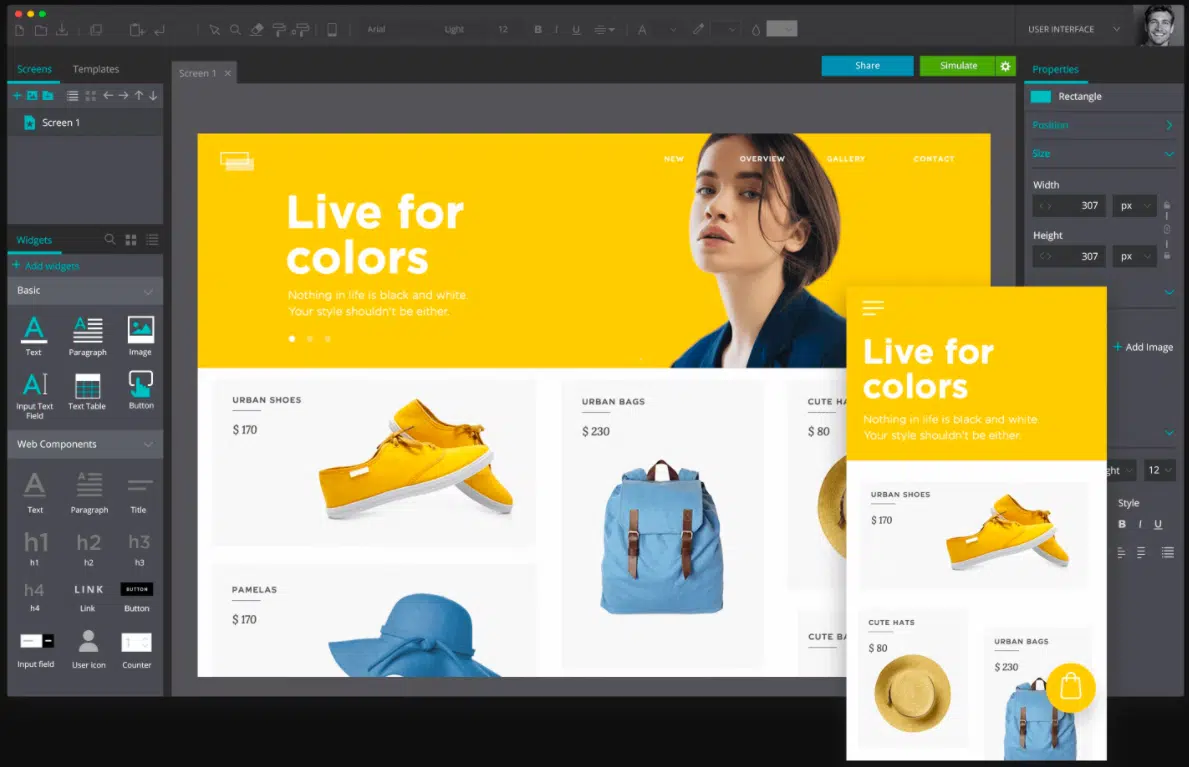 Arial Light 12 B I U A
USER INTERFACE
Screens Templates
Screen 1
Share Simulate
Properties
Screen 1
Rectangle
Position
Size
Width
307 px
Height
307 px
Widgets
+ Add widgets
Basic
A A A
Text Paragraph Image
A
Input Text Field Text Table Button
Web Components
A A
Text Paragraph Title
h1 h2 h3
h1 h2 h3
h4 LINK BUTTON
h4 Link Button
1
Input field User icon Counter
NEW OVERVIEW GALLERY CONTACT
Live for
colors
Nothing in life is black and white.
Your style shouldn't be either.
URBAN SHOES
$ 170
URBAN BAGS
$ 230
CUTE HA
$ 80
PAMELAS
$ 170
CUTE BA
Live for
colors
Nothing in life is black and white
Your style shouldn't be either.
URBAN SHOES
$ 170
CUTE HATS
$ 80
URBAN BAGS
$ 230
+ Add Image
ght 12
Style
B I U